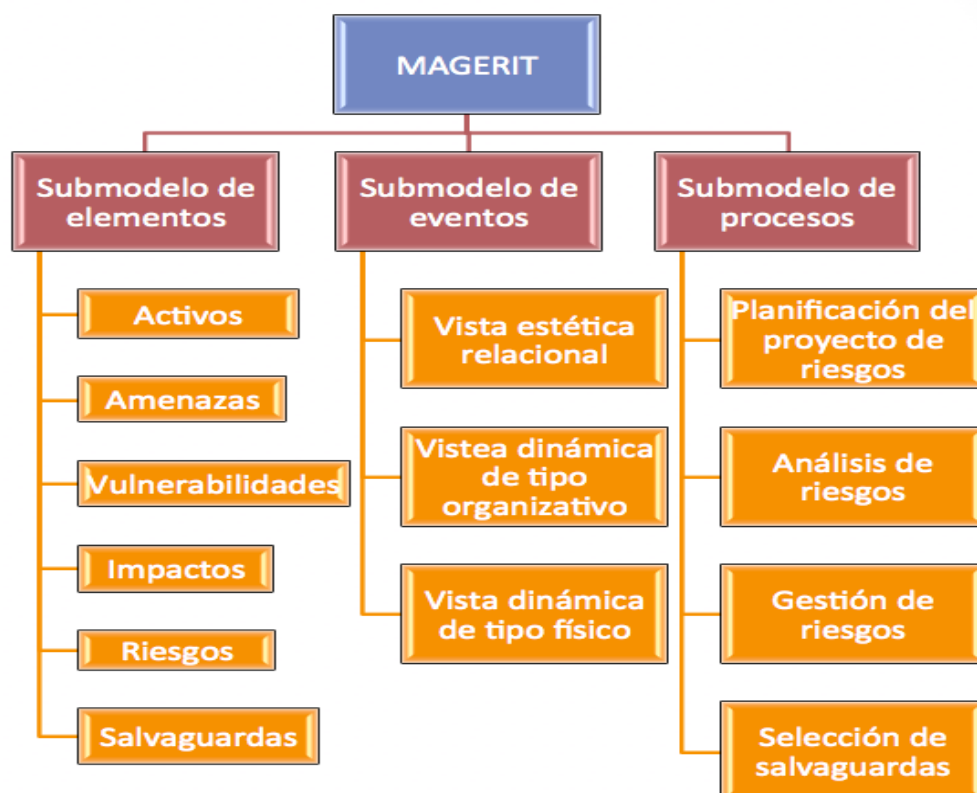 MAGERIT
Submodelo de
elementos
Activos
Amenazas
Vulnerabilidades
Impactos
Riesgos
Salvaguardas
Submodelo de
eventos
Vista estética
relacional
Vistea dinámica
de tipo
organizativo
Vista dinámica
de tipo físico
Submodelo de
procesos
Planificación del
proyecto de
riesgos
Análisis de
riesgos
Gestión de
riesgos
Selección de
salvaguardas